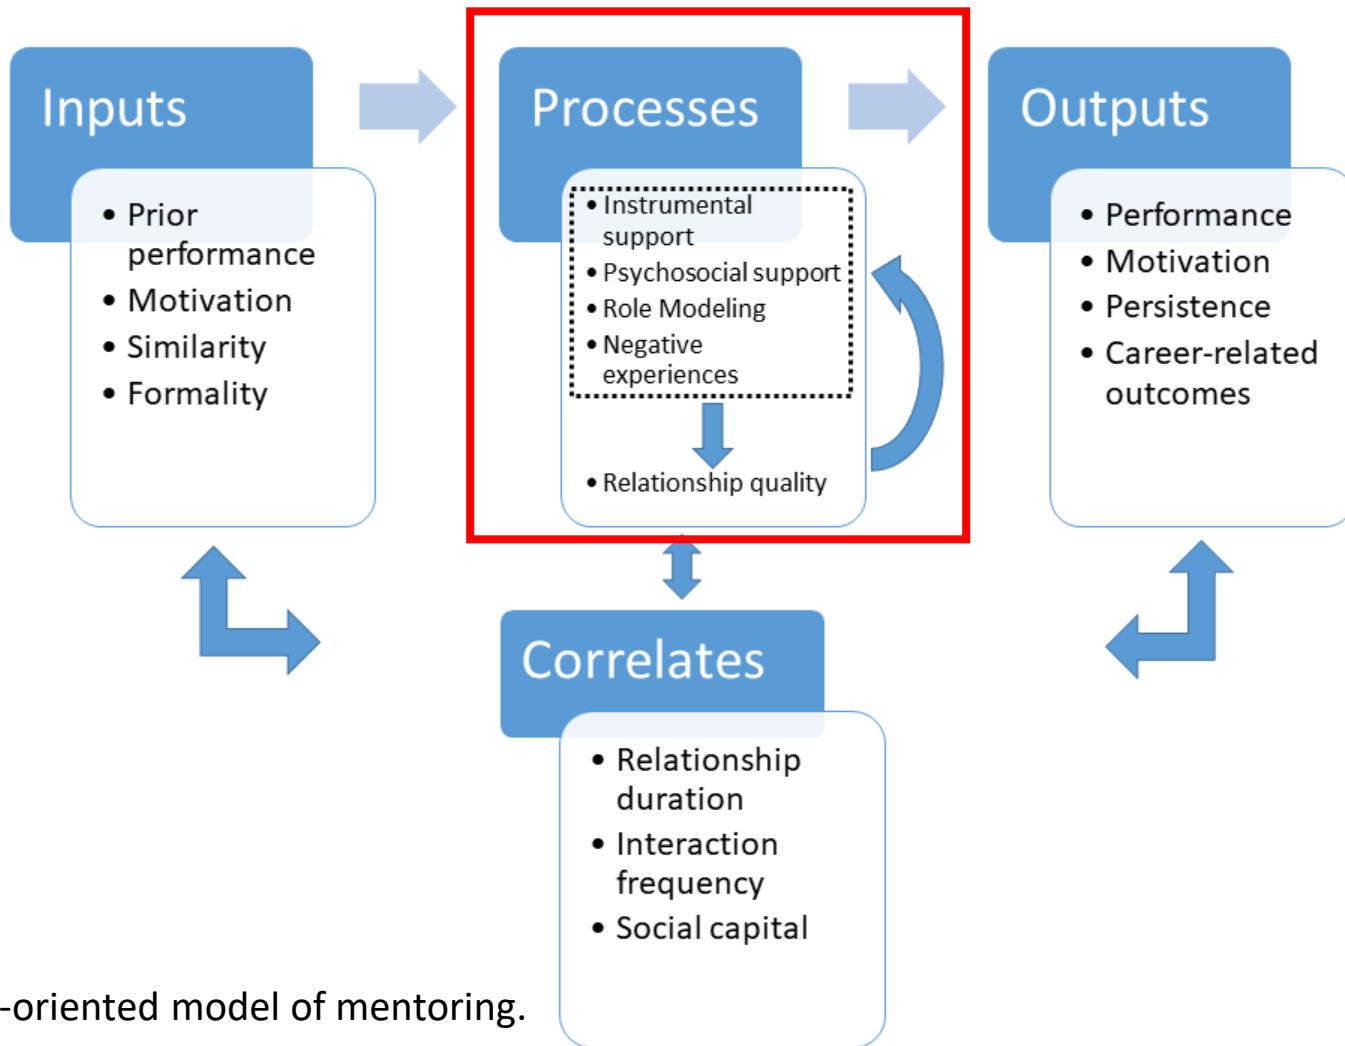 Inputs
• Prior
performance
• Motivation
• Similarity
• Formality
Processes
• Instrumental
support
• Psychosocial support
• Role Modeling
• Negative
experiences
• Relationship quality
Outputs
• Performance
• Motivation
• Persistence
• Career-related
outcomes
Correlates
• Relationship
duration
• Interaction
frequency
• Social capital
-oriented model of mentoring.